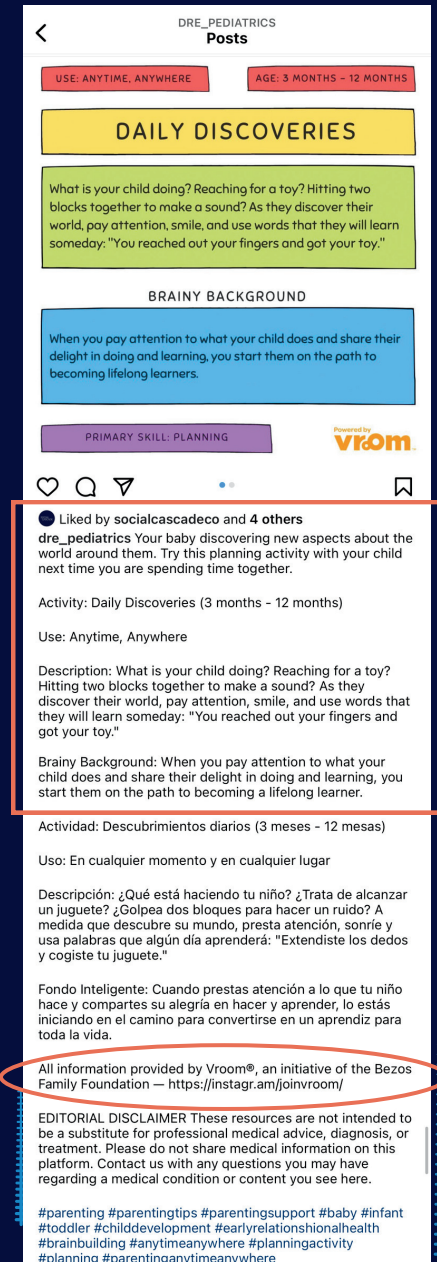 DRE_PEDIATRICS
Posts
USE: ANYTIME, ANYWHERE
AGE: 3 MONTHS – 12 MONTHS
DAILY DISCOVERIES
What is your child doing? Reaching for a toy? Hitting two
blocks together to make a sound? As they discover their
world, pay attention, smile, and use words that they will learn
someday: "You reached out your fingers and got your toy."
BRAINY BACKGROUND
When you pay attention to what your child does and share their
delight in doing and learning, you start them on the path to
becoming lifelong learners.
PRIMARY SKILL: PLANNING
Powered by
vroom
Liked by socialcascadeco and 4 others
dre_pediatrics Your baby discovering new aspects about the
world around them. Try this planning activity with your child
next time you are spending time together.
Activity: Daily Discoveries (3 months - 12 months)
Use: Anytime, Anywhere
Description: What is your child doing? Reaching for a toy?
Hitting two blocks together to make a sound? As they
discover their world, pay attention, smile, and use words that
they will learn someday: "You reached out your fingers and
got your toy."
Brainy Background: When you pay attention to what your
child does and share their delight in doing and learning, you
start them on the path to becoming a lifelong learner.
Actividad: Descubrimientos diarios (3 meses - 12 mesas)
Uso: En cualquier momento y en cualquier lugar
Descripción: ¿Qué está haciendo tu niño? ¿Trata de alcanzar
un juguete? ¿Golpea dos bloques para hacer un ruido? A
medida que descubre su mundo, presta atención, sonríe y
usa palabras que algún día aprenderá: "Extendiste los dedos
y cogiste tu juguete."
Fondo Inteligente: Cuando prestas atención a lo que tu niño
hace y compartes su alegría en hacer y aprender, lo estás
iniciando en el camino para convertirse en un aprendiz para
toda la vida.
All information provided by Vroom®, an initiative of the Bezos
Family Foundation — https://instagr.am/joinvroom/
EDITORIAL DISCLAIMER These resources are not intended to
be a substitute for professional medical advice, diagnosis, or
treatment. Please do not share medical information on this
platform. Contact us with any questions you may have
regarding a medical condition or content you see here.
#parenting #parentingtips #parentingsupport #baby #infant
#toddler #childdevelopment #earlyrelationshionalhealth
#brainbuilding #anytimeanywhere #planningactivity
#planning #parentinganytimeanywhere